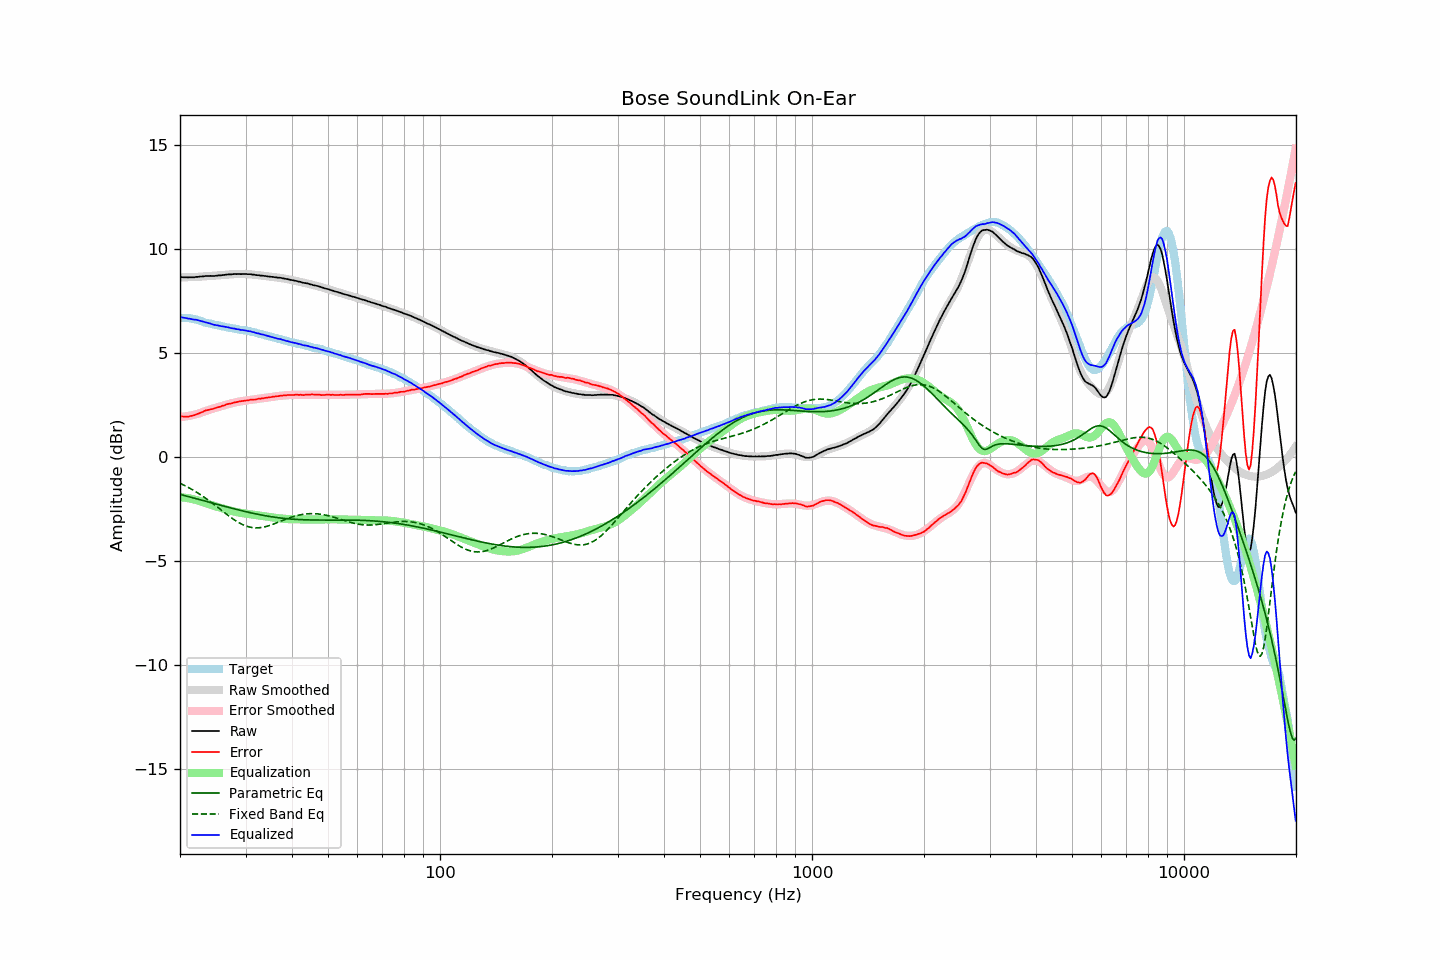 Bose SoundLink On-Ear
Amplitude (dBr)
15
10
5
0
−5
−10
−15
Target
Raw Smoothed
Error Smoothed
Raw
Error
Equalization
Parametric Eq
Fixed Band Eq
Equalized
100
1000
10000
Frequency (Hz)